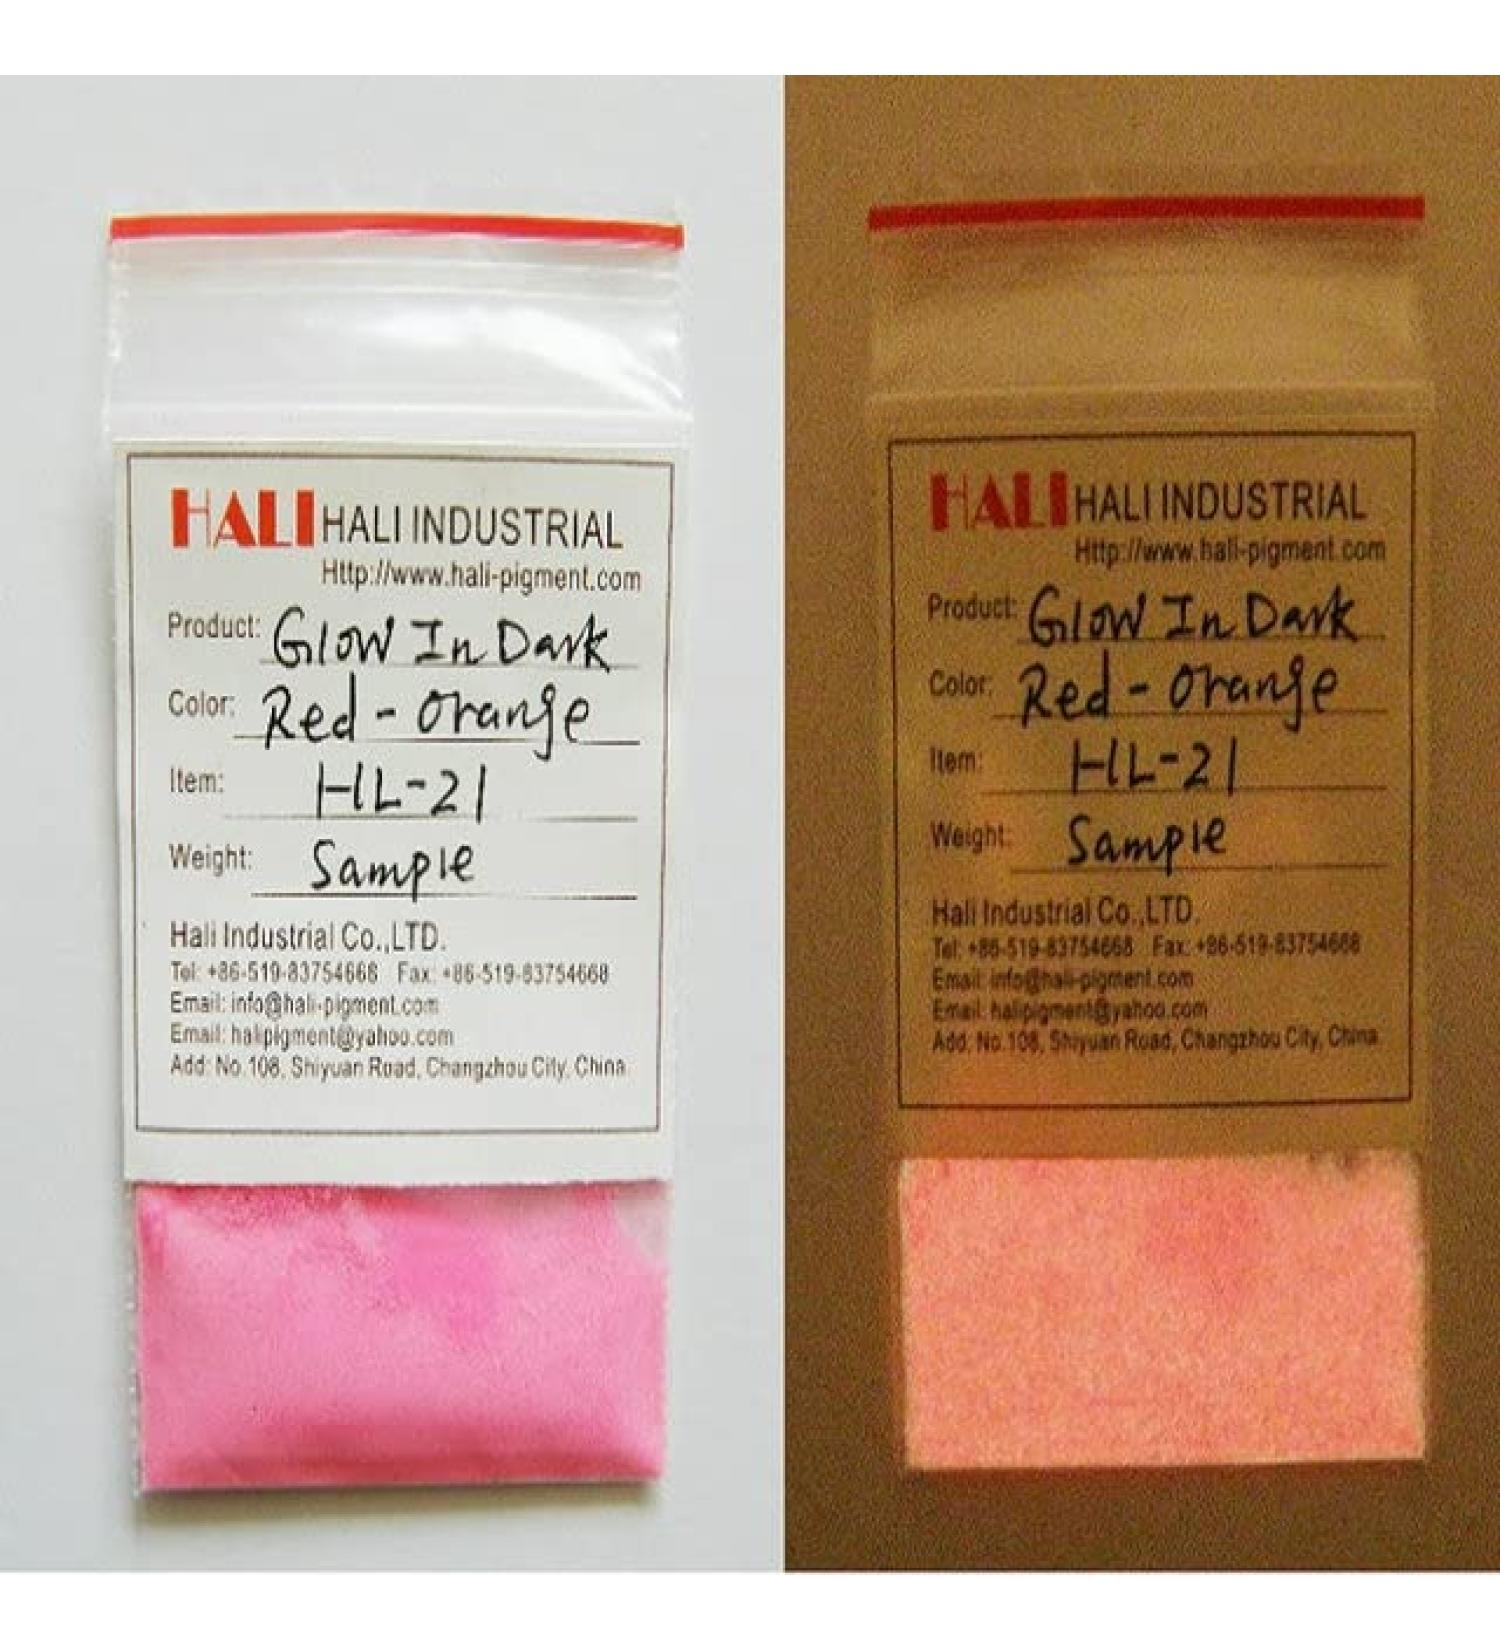 HALI HALI INDUSTRIAL
Http://www.hali-pigment.com
Product: Glow In Dark
Color: Red - Orange
Item: HL-21
Weight: Sample
Hali Industrial Co.,LTD.
Tel: +86-519-83754668 Fax: +86-519-83754668
Email: info@hali-pigment.com
Email: halipigment@yahoo.com
Add: No.108, Shiyuan Road, Changzhou City, China
HALI HALI INDUSTRIAL
Http://www.hali-pigment.com
Product: Glow In Dark
Color: Red - Orange
Item: HL-21
Weight: Sample
Hali Industrial Co.,LTD.
Tel: +86-519-83754668 Fax: +86-519-83754668
Email: info@hali-pigment.com
Email: halipigment@yahoo.com
Add: No.108, Shiyuan Road, Changzhou City, China